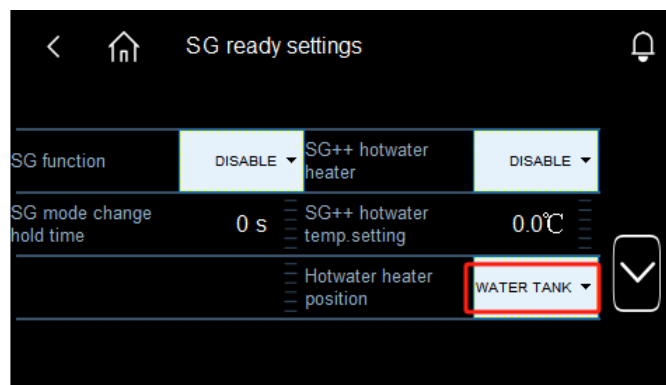 SG ready settings
SG function
DISABLE
SG++ hotwater
heater
DISABLE
SG mode change
hold time
0 s
SG++ hotwater
temp.setting
0.0℃
Hotwater heater
position
WATER TANK